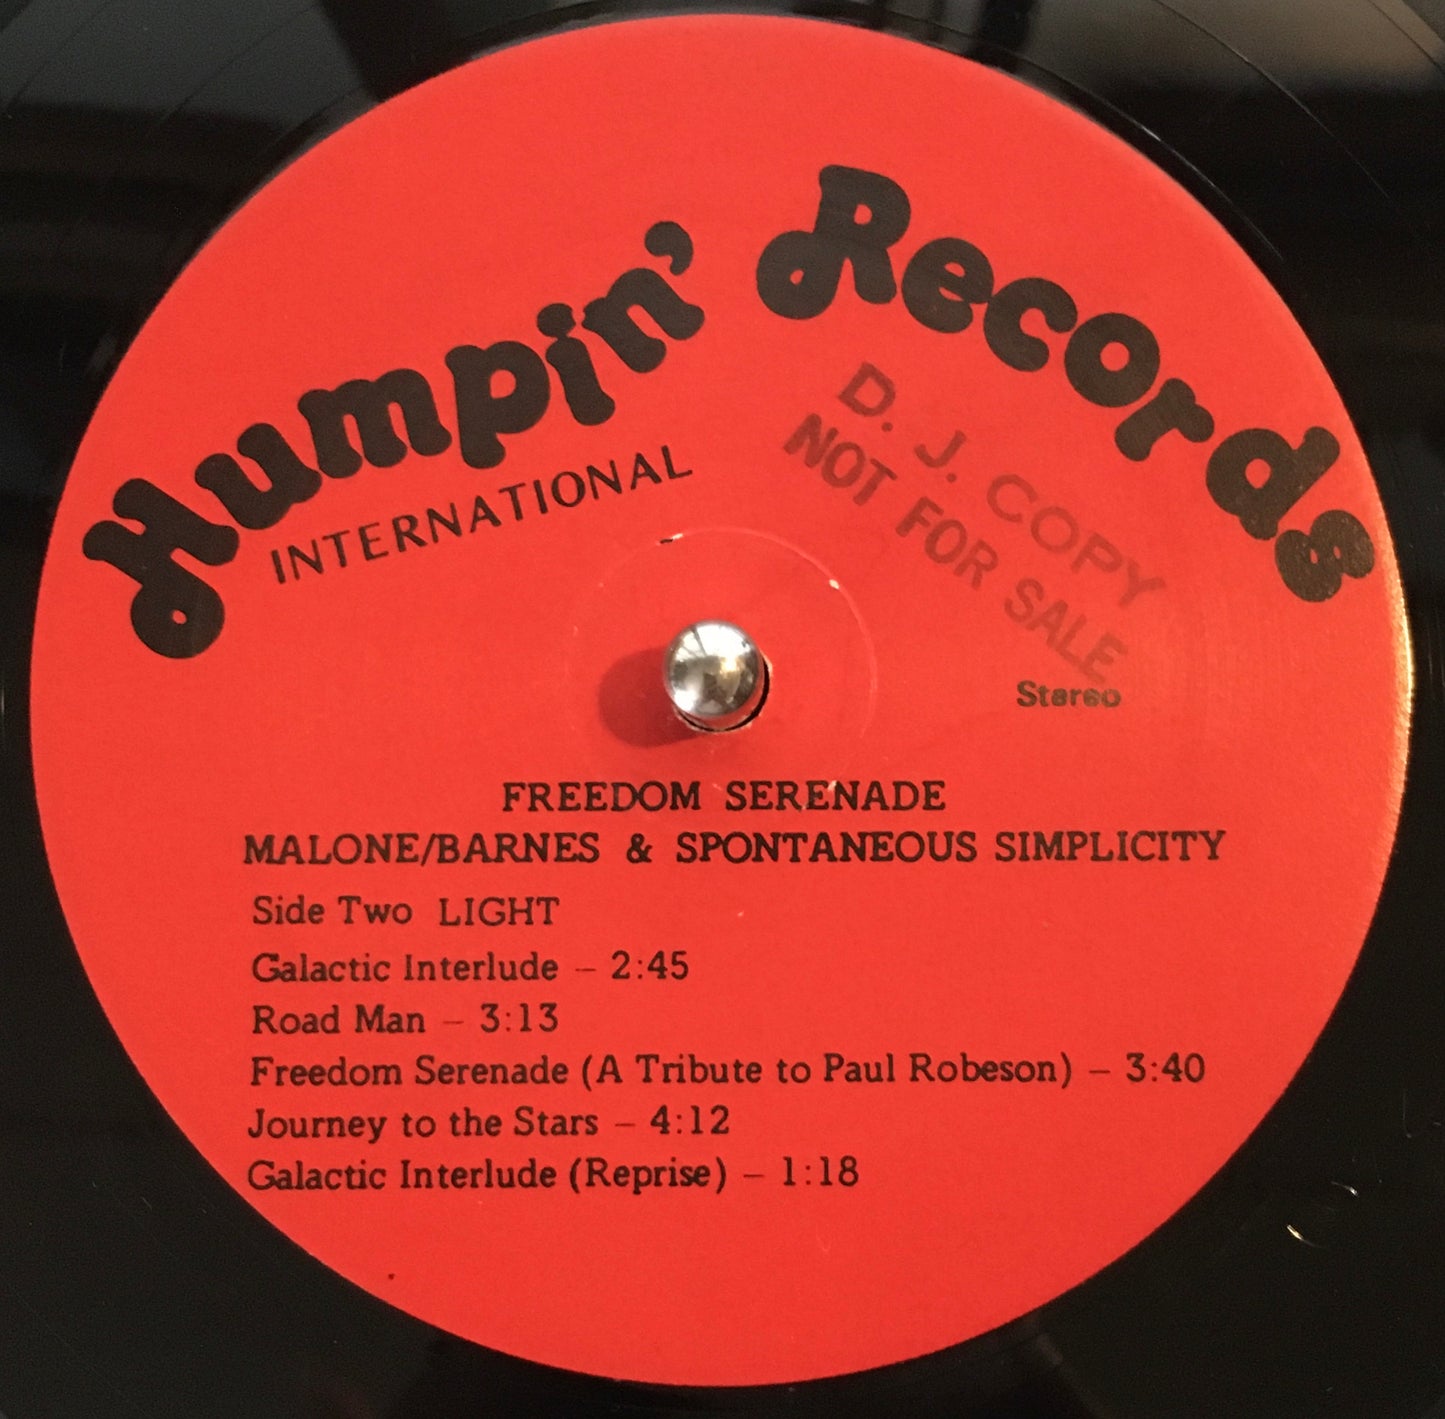 Humpin' Records
INTERNATIONAL
D. J. COPY
NOT FOR SALE
Stereo
FREEDOM SERENADE
MALONE/BARNES & SPONTANEOUS SIMPLICITY
Side Two LIGHT
Galactic Interlude – 2:45
Road Man – 3:13
Freedom Serenade (A Tribute to Paul Robeson) – 3:40
Journey to the Stars – 4:12
Galactic Interlude (Reprise) – 1:18